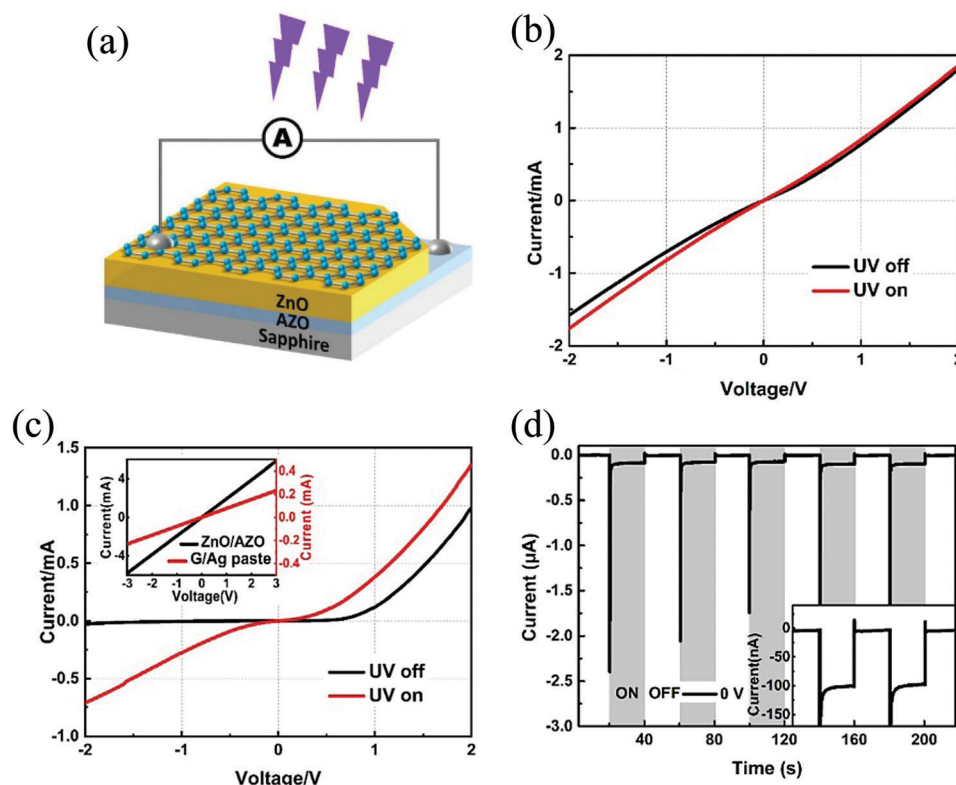 (a)
A
ZnO
AZO
Sapphire
(b)
Current/mA
2
1
0
-1
-2
UV off
UV on
-2
-1
0
1
2
Voltage/V
(c)
Current/mA
1.5
1.0
0.5
0.0
-0.5
-1.0
Current(mA)
4
0
-4
ZnO/AZO
G/Ag paste
0.4
0.2
0.0
-0.2
-0.4
Current (mA)
-3
-2
-1
0
1
2
3
Voltage(V)
UV off
UV on
-2
-1
0
1
2
Voltage/V
(d)
Current (μA)
0.0
-0.5
-1.0
-1.5
-2.0
-2.5
-3.0
ON
OFF
0 V
Current(nA)
0
-50
-100
-150
40
80
120
160
200
Time (s)